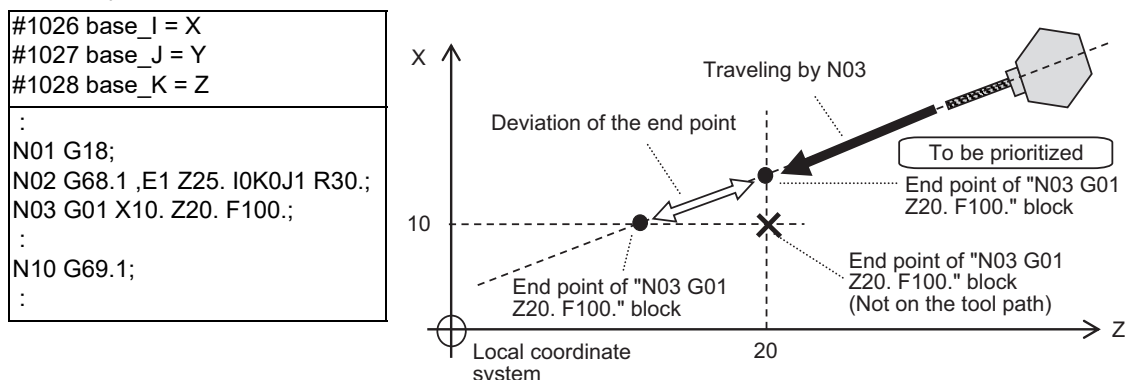 #1026 base_I = X
#1027 base_J = Y
#1028 base_K = Z
:
N01 G18;
N02 G68.1 ,E1 Z25. I0K0J1 R30.;
N03 G01 X10. Z20. F100.;
:
N10 G69.1;
:
X
Traveling by N03
Deviation of the end point
To be prioritized
End point of "N03 G01
Z20. F100." block
10
End point of "N03 G01
Z20. F100." block
(Not on the tool path)
End point of "N03 G01
Z20. F100." block
Z
Local coordinate
system
20